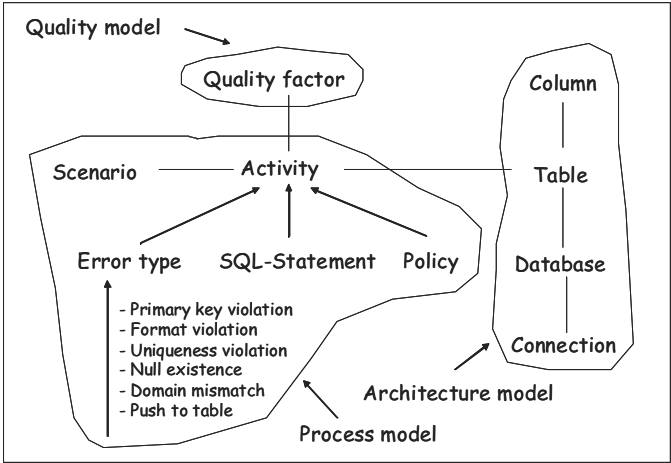 Quality model
Quality factor
Column
Scenario
Activity
Table
Error type
SQL-Statement
Policy
Database
- Primary key violation
- Format violation
- Uniqueness violation
- Null existence
- Domain mismatch
- Push to table
Connection
Architecture model
Process model